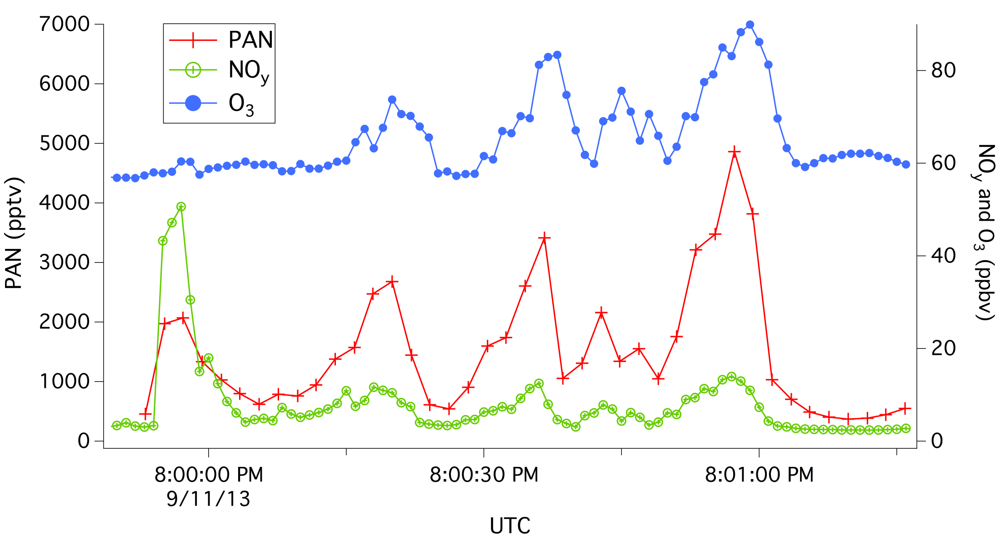 7000
6000
5000
4000
3000
2000
1000
0
PAN (pptv)
PAN
NOy
O3
80
60
40
20
0
NOy and O3 (ppbv)
8:00:00 PM
9/11/13
8:00:30 PM
8:01:00 PM
UTC